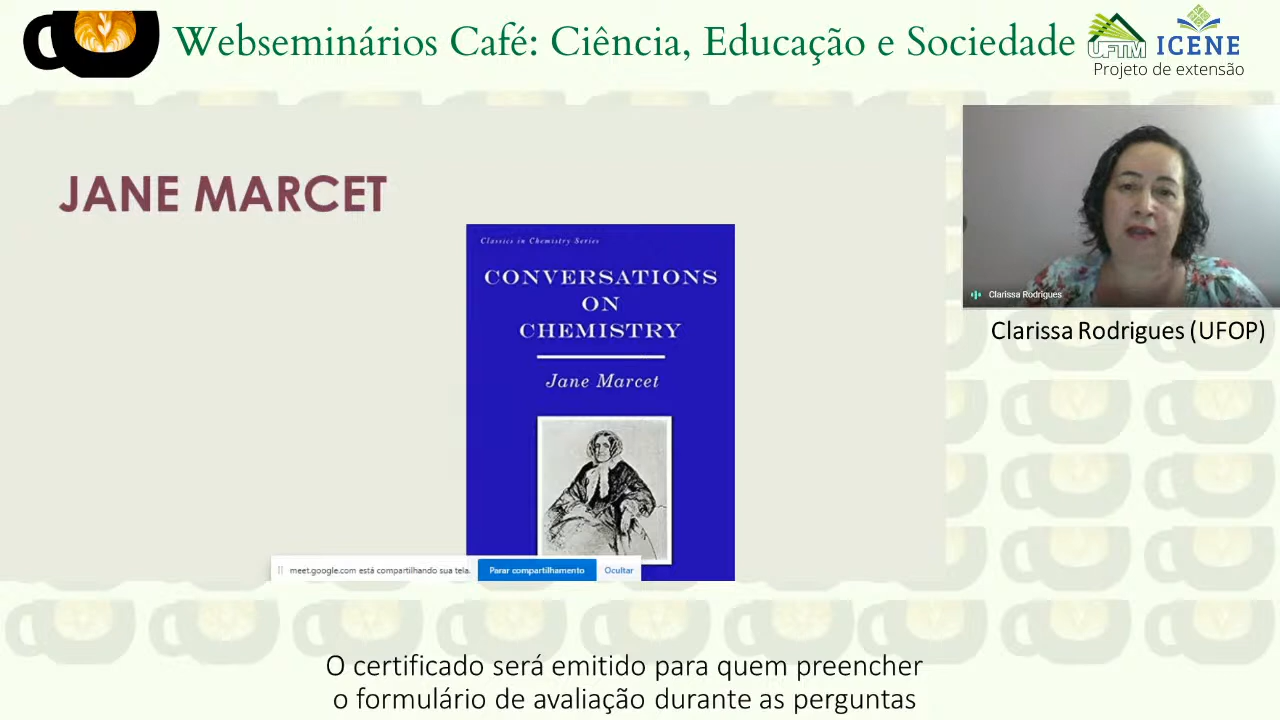 Webseminários Café: Ciência, Educação e Sociedade
UFTM
ICENE
Projeto de extensão
JANE MARCET
Classics in Chemistry Series
CONVERSATIONS
ON
CHEMISTRY
Jane Marcet
Clarissa Rodrigues
Clarissa Rodrigues (UFOP)
meet.google.com está compartilhando sua tela.
Parar compartilhamento
Ocultar
O certificado será emitido para quem preencher
o formulário de avaliação durante as perguntas